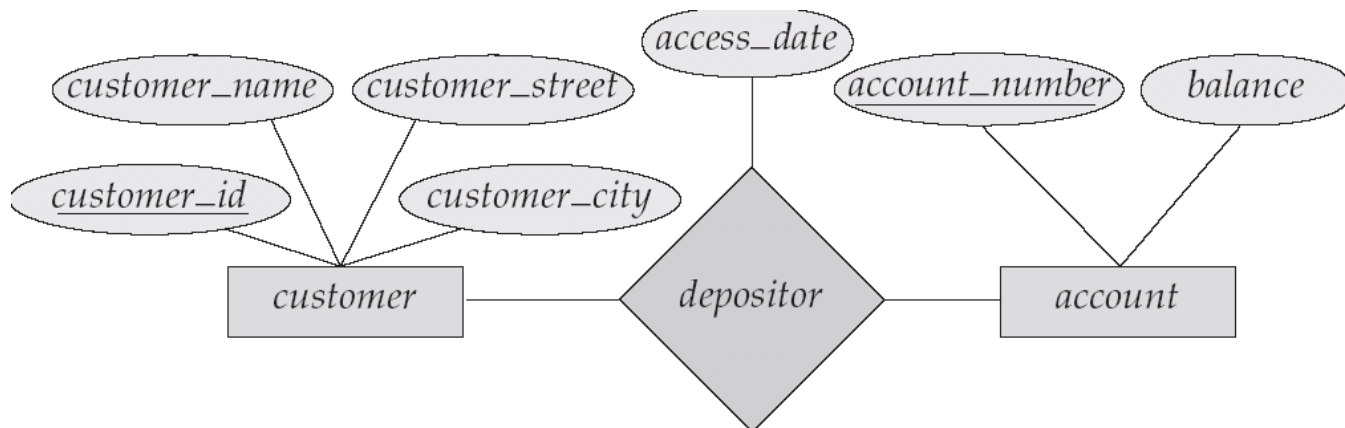 access_date
customer_name
customer_street
account_number
balance
customer_id
customer_city
customer
depositor
account